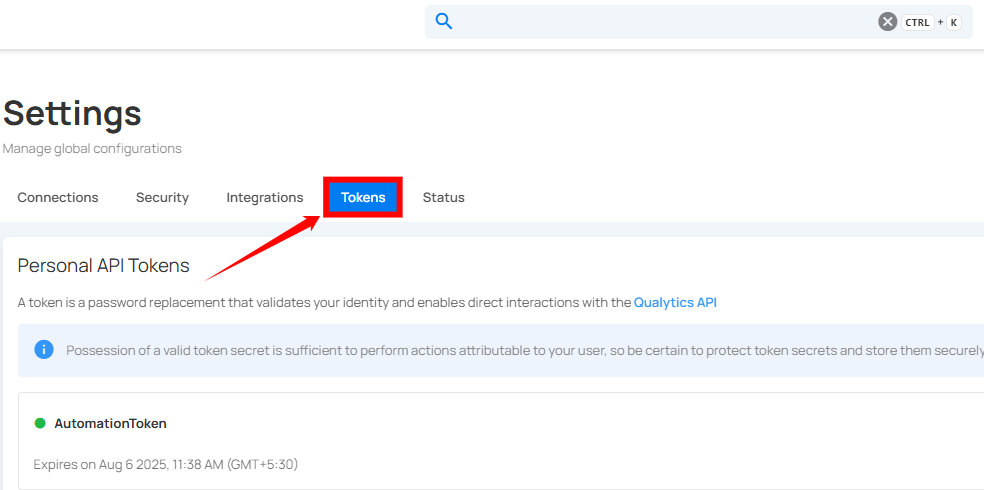 CTRL + K
Settings
Manage global configurations
Connections Security Integrations Tokens Status
Personal API Tokens
A token is a password replacement that validates your identity and enables direct interactions with the Qualytics API
Possession of a valid token secret is sufficient to perform actions attributable to your user, so be certain to protect token secrets and store them securely
AutomationToken
Expires on Aug 6 2025, 11:38 AM (GMT+5:30)